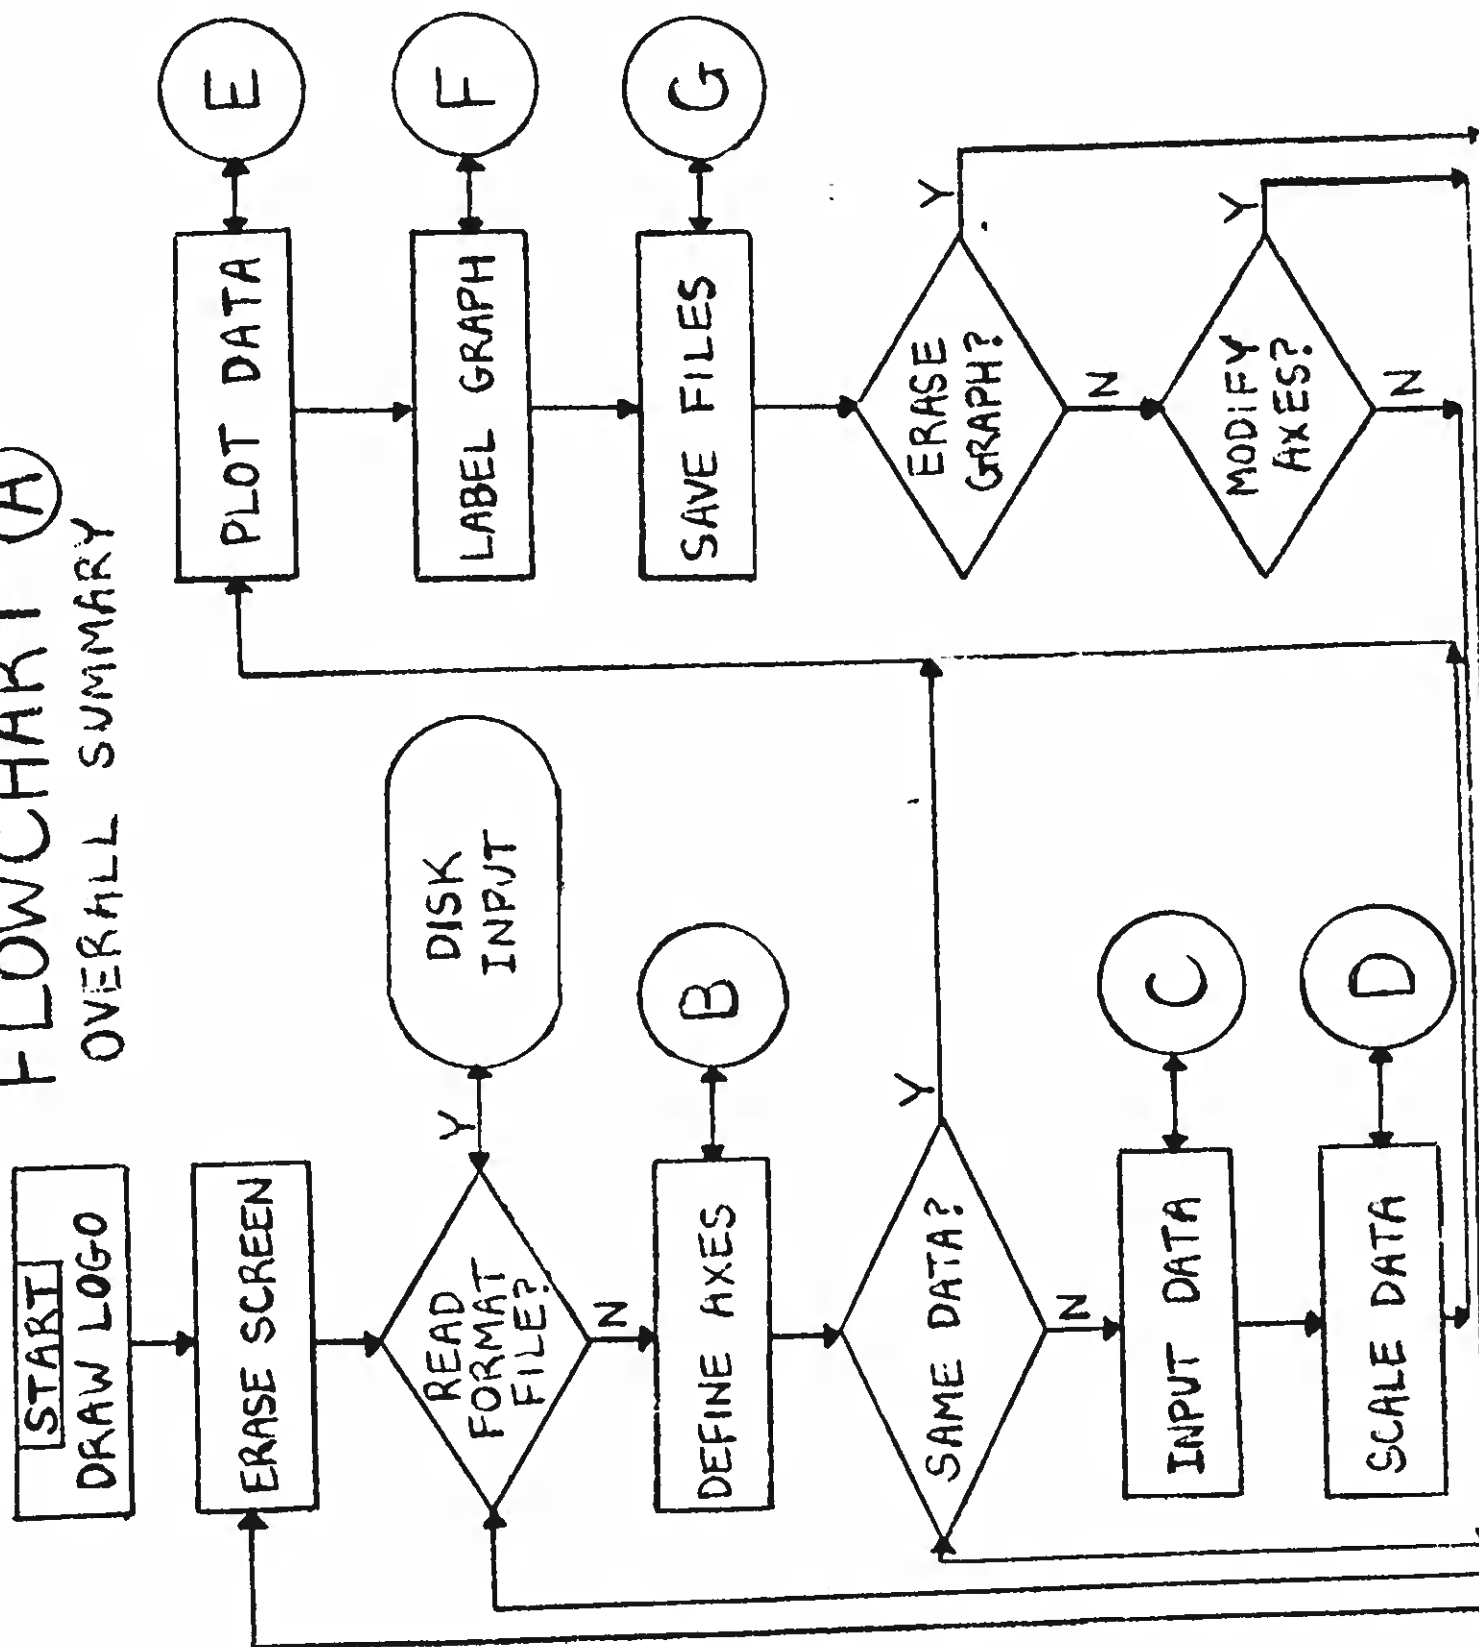 FLOWCHART A
OVERALL SUMMARY
START
DRAW LOGO
ERASE SCREEN
READ
FORMAT
FILE?
Y
N
DISK
INPUT
DEFINE AXES
B
SAME DATA?
Y
N
INPUT DATA
C
SCALE DATA
D
PLOT DATA
E
LABEL GRAPH
F
SAVE FILES
G
ERASE
GRAPH?
Y
N
MODIFY
AXES?
Y
N